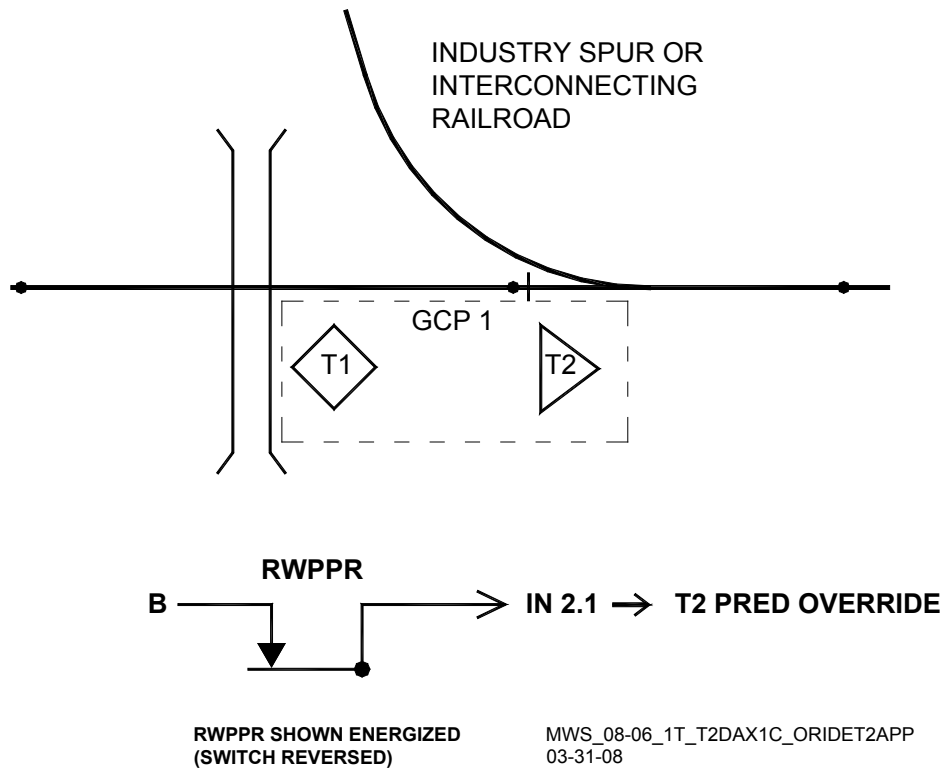 INDUSTRY SPUR OR
INTERCONNECTING
RAILROAD
GCP 1
T1
T2
RWPPR
B
IN 2.1
T2 PRED OVERRIDE
RWPPR SHOWN ENERGIZED
(SWITCH REVERSED)
MWS_08-06_1T_T2DAX1C_ORIDET2APP
03-31-08